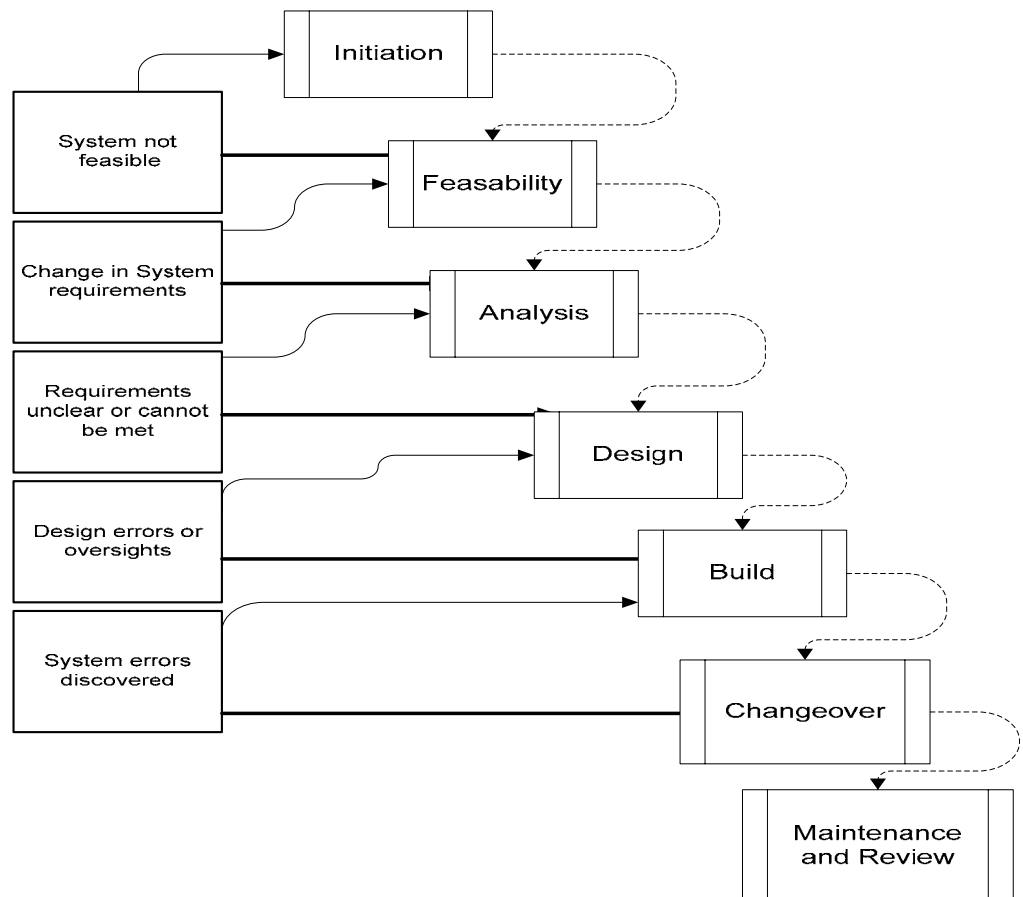 Initiation
System not
feasible
Feasability
Change in System
requirements
Analysis
Requirements
unclear or cannot
be met
Design
Design errors or
oversights
Build
System errors
discovered
Changeover
Maintenance
and Review